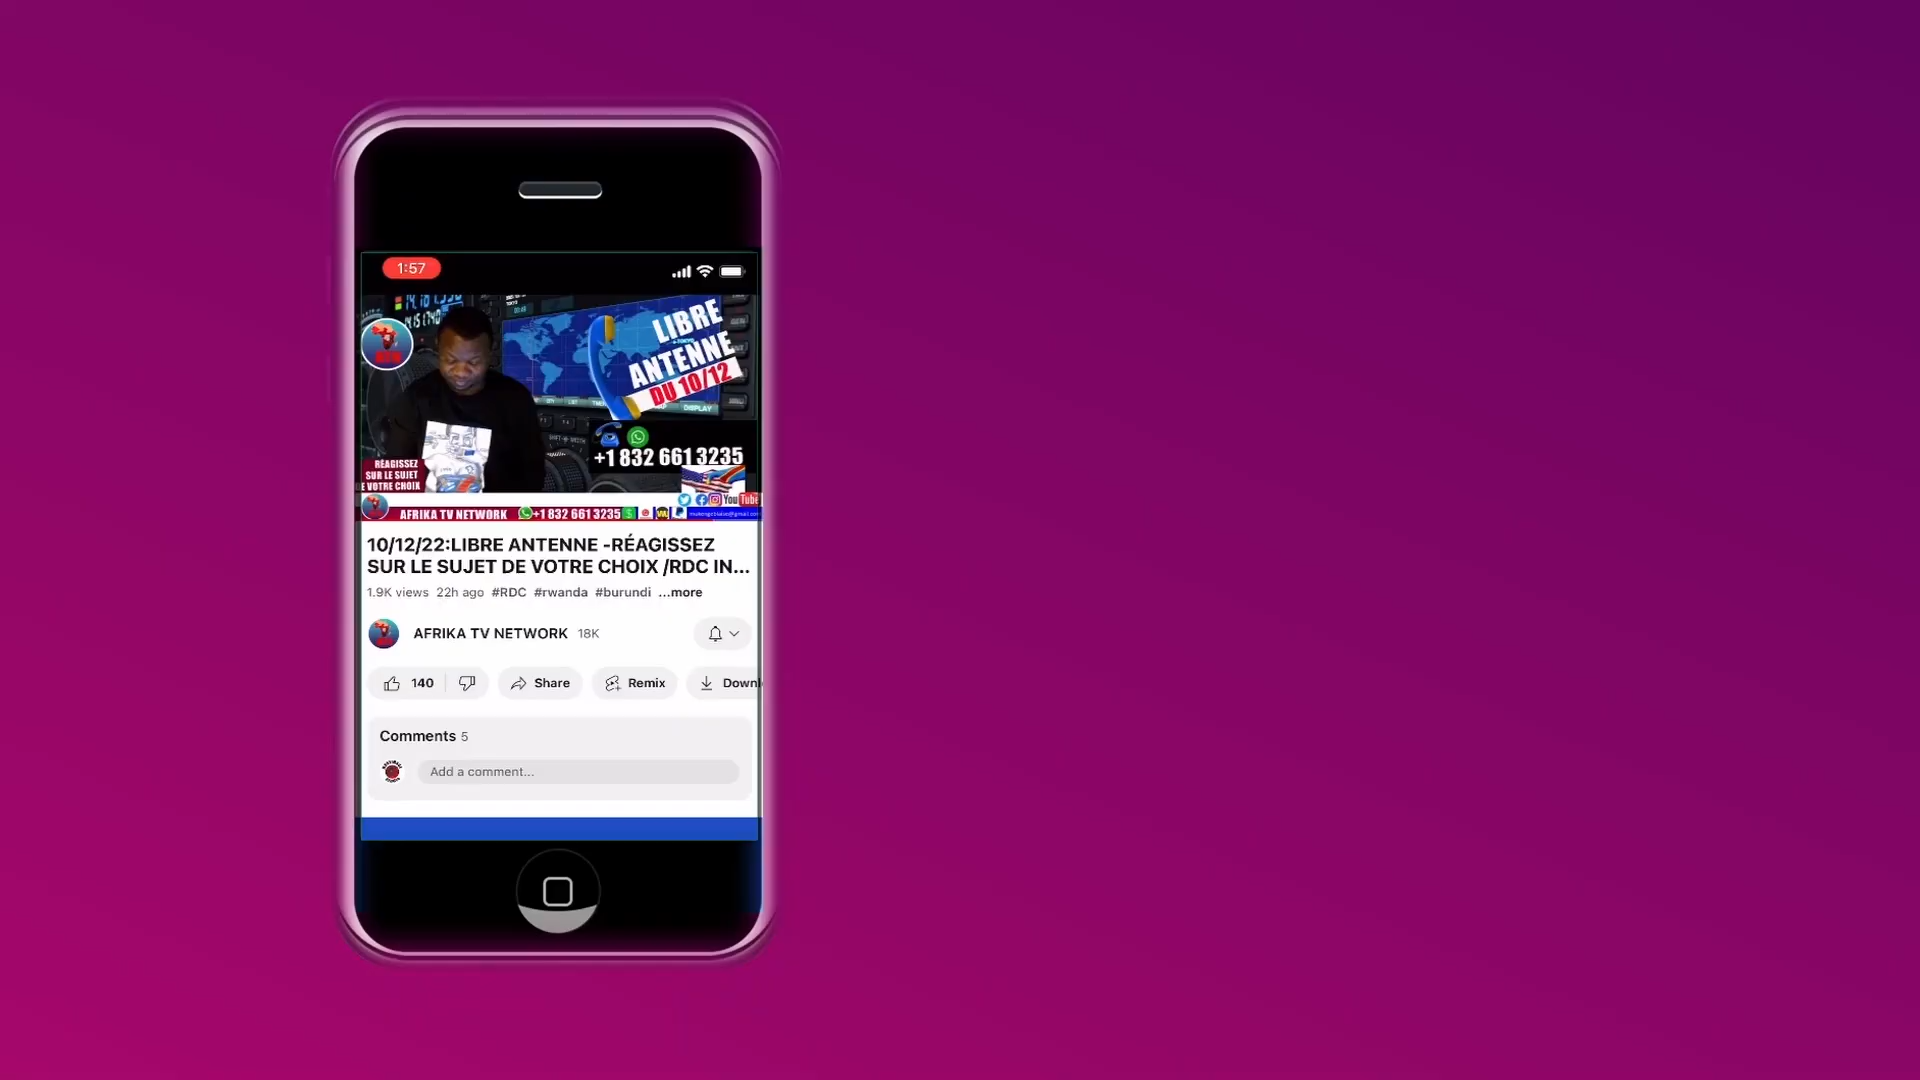 1:57
LIBRE
ANTENNE
DU 10/12
DISPLAY
+1 832 661 3235
RÉAGISSEZ
SUR LE SUJET
E VOTRE CHOIX
YouTube
AFRIKA TV NETWORK +1 832 661 3235
10/12/22:LIBRE ANTENNE -RÉAGISSEZ
SUR LE SUJET DE VOTRE CHOIX /RDC IN...
1.9K views 22h ago #RDC #rwanda #burundi ...more
AFRIKA TV NETWORK 18K
140 Share Remix Downl
Comments 5
Add a comment...